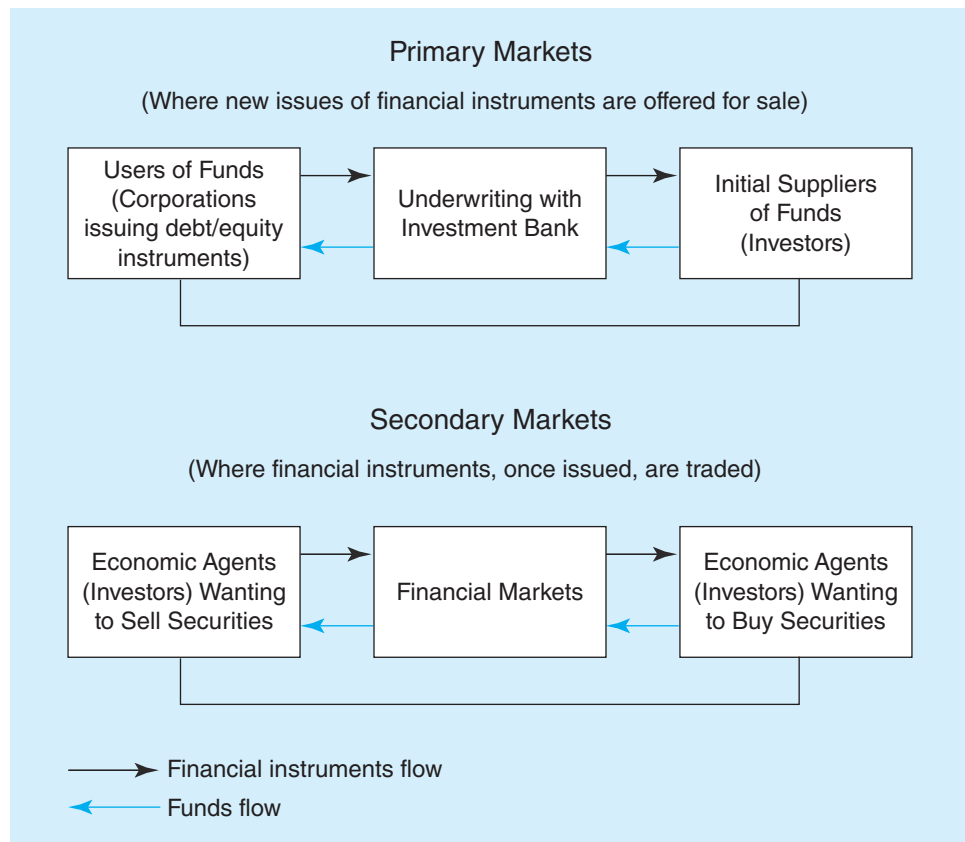 Primary Markets
(Where new issues of financial instruments are offered for sale)
Users of Funds
(Corporations
issuing debt/equity
instruments)
Underwriting with
Investment Bank
Initial Suppliers
of Funds
(Investors)
Secondary Markets
(Where financial instruments, once issued, are traded)
Economic Agents
(Investors) Wanting
to Sell Securities
Financial Markets
Economic Agents
(Investors) Wanting
to Buy Securities
Financial instruments flow
Funds flow